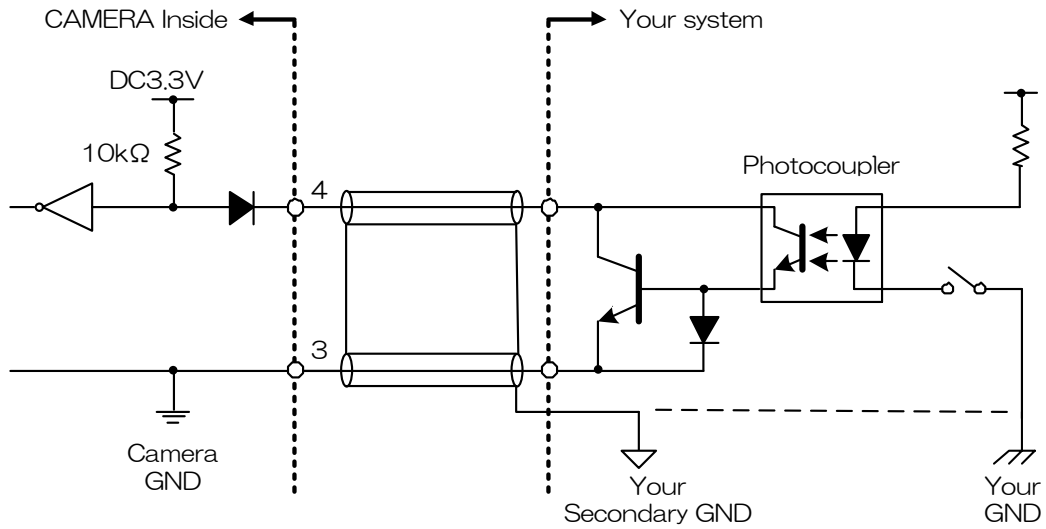 CAMERA Inside
Your system
DC3.3V
10kΩ
Photocoupler
4
3
Camera
GND
Your
Secondary GND
Your
GND